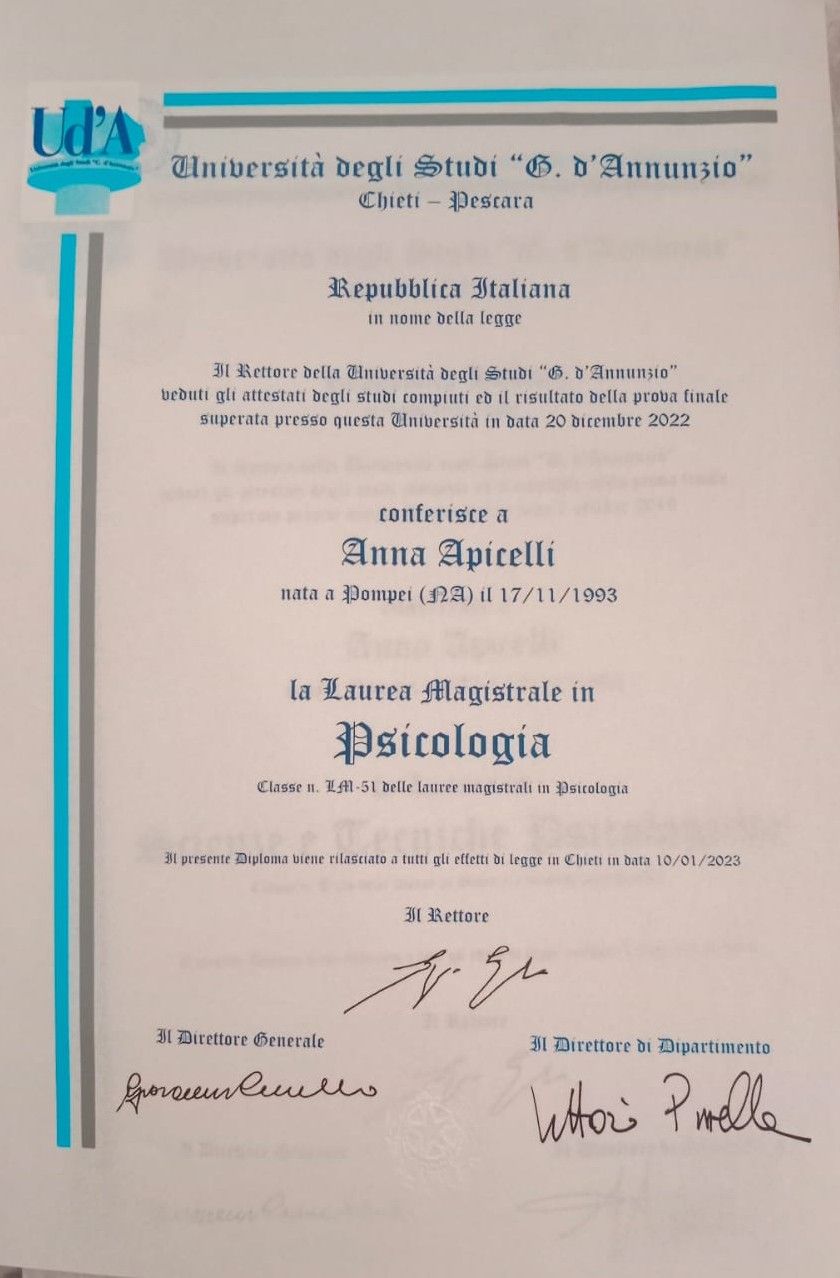 Ud'A
Università degli Studi "G. d'Annunzio"
Università degli Studi "G. d'Annunzio"
Chieti – Pescara
Repubblica Italiana
in nome della legge
Il Rettore della Università degli Studi "G. d'Annunzio"
veduti gli attestati degli studi compiuti ed il risultato della prova finale
superata presso questa Università in data 20 dicembre 2022
conferisce a
Anna Apicelli
nata a Pompei (NA) il 17/11/1993
la Laurea Magistrale in
Psicologia
Classe n. LM-51 delle lauree magistrali in Psicologia
Il presente Diploma viene rilasciato a tutti gli effetti di legge in Chieti in data 10/01/2023
Il Rettore
Il Direttore Generale
Il Direttore di Dipartimento